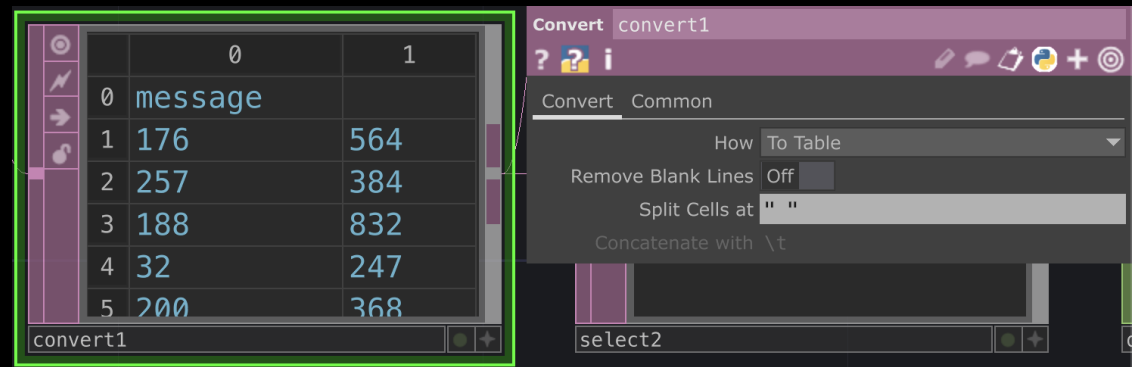 Convert convert1
? ? i
Convert Common
How To Table
Remove Blank Lines Off
Split Cells at " "
Concatenate with \t
0 1
0 message
1 176 564
2 257 384
3 188 832
4 32 247
5 200 368
convert1
select2